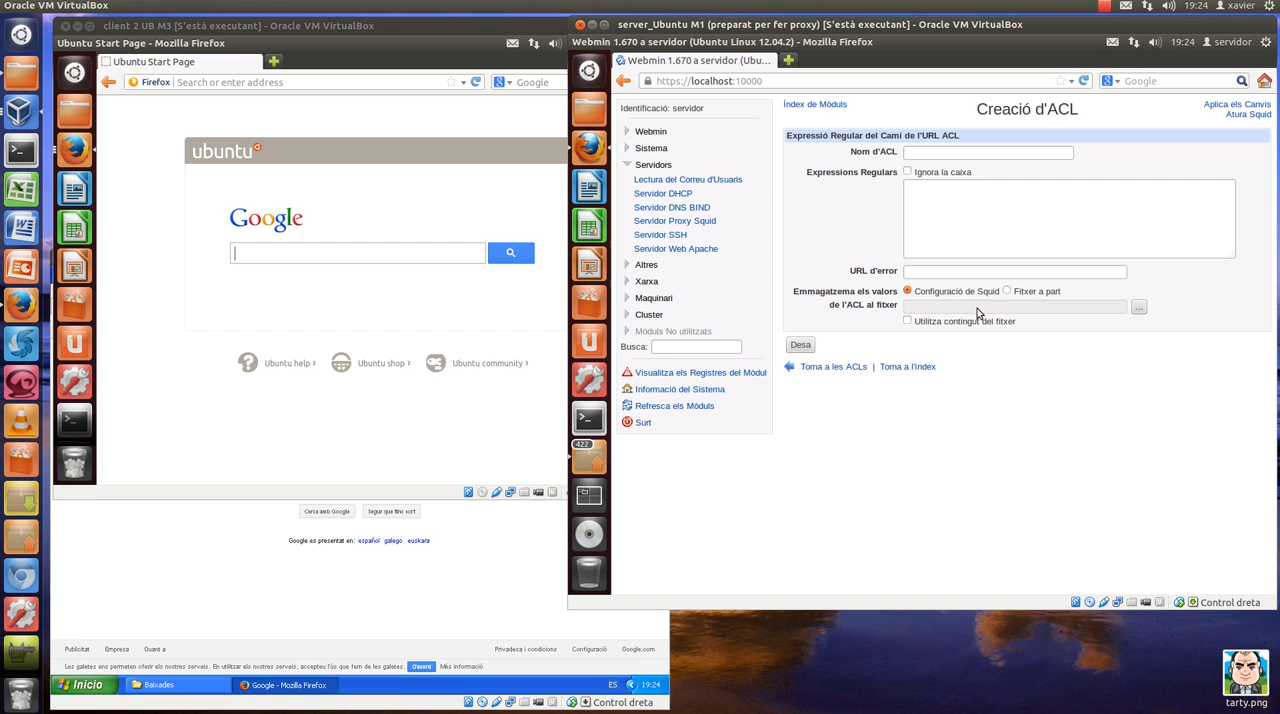 Oracle VM VirtualBox
19:24 xavier
client 2 UB M3 [S'està executant] - Oracle VM VirtualBox
Ubuntu Start Page - Mozilla Firefox
Ubuntu Start Page
Firefox
Search or enter address
Google
ubuntu
Google
Ubuntu help ›
Ubuntu shop ›
Ubuntu community ›
Cerca amb Google
Segur que tinc sort
Google.es presentat en: español galego euskara
Publicitat Empresa Quant a
Privadesa i condicions Configuració Google.com
Les galetes ens permeten oferir els nostres serveis. En utilitzar els nostres serveis, accepteu l'ús que fem de les galetes.
D'acord
Més informació
Inicio
Baixades
Google - Mozilla Firefox
ES
19:24
Control dreta
server_Ubuntu M1 (preparat per fer proxy) [S'està executant] - Oracle VM VirtualBox
Webmin 1.670 a servidor (Ubuntu Linux 12.04.2) - Mozilla Firefox
19:24 servidor
Webmin 1.670 a servidor (Ubu...
https://localhost:10000
Google
422
Identificació: servidor
Webmin
Sistema
Servidors
Lectura del Correu d'Usuaris
Servidor DHCP
Servidor DNS BIND
Servidor Proxy Squid
Servidor SSH
Servidor Web Apache
Altres
Xarxa
Maquinari
Cluster
Mòduls No utilitzats
Busca:
Visualitza els Registres del Mòdul
Informació del Sistema
Refresca els Mòduls
Surt
Índex de Mòduls
Creació d'ACL
Aplica els Canvis
Atura Squid
Expressió Regular del Camí de l'URL ACL
Nom d'ACL
Expressions Regulars
Ignora la caixa
URL d'error
Emmagatzema els valors de l'ACL al fitxer
Configuració de Squid
Fitxer a part
...
Utilitza contingut del fitxer
Desa
Torna a les ACLs | Torna a l'índex
Control dreta
tarty.png